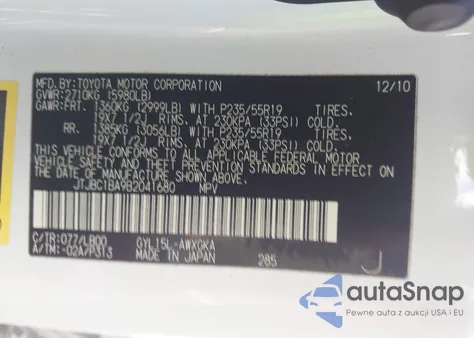 MFD. BY: TOYOTA MOTOR CORPORATION 12/10
GVWR: 2710KG (5980LB)
GAWR: FRT. 1360KG (2999LB) WITH P235/55R19 TIRES,
19X7 1/2J RIMS, AT 230KPA (33PSI) COLD.
RR. 1385KG (3056LB) WITH P235/55R19 TIRES,
19X7 1/2J RIMS, AT 230KPA (33PSI) COLD.
THIS VEHICLE CONFORMS TO ALL APPLICABLE FEDERAL MOTOR
VEHICLE SAFETY AND THEFT PREVENTION STANDARDS IN EFFECT ON
THE DATE OF MANUFACTURE SHOWN ABOVE.
JTJBC1BA9B2041680 MPV
C/TR: 077/LB00 GYL15L-AWXGKA
A/TM: -02A/P313 MADE IN JAPAN 285 J
autoSnap
Pewne auta z aukcji USA i EU